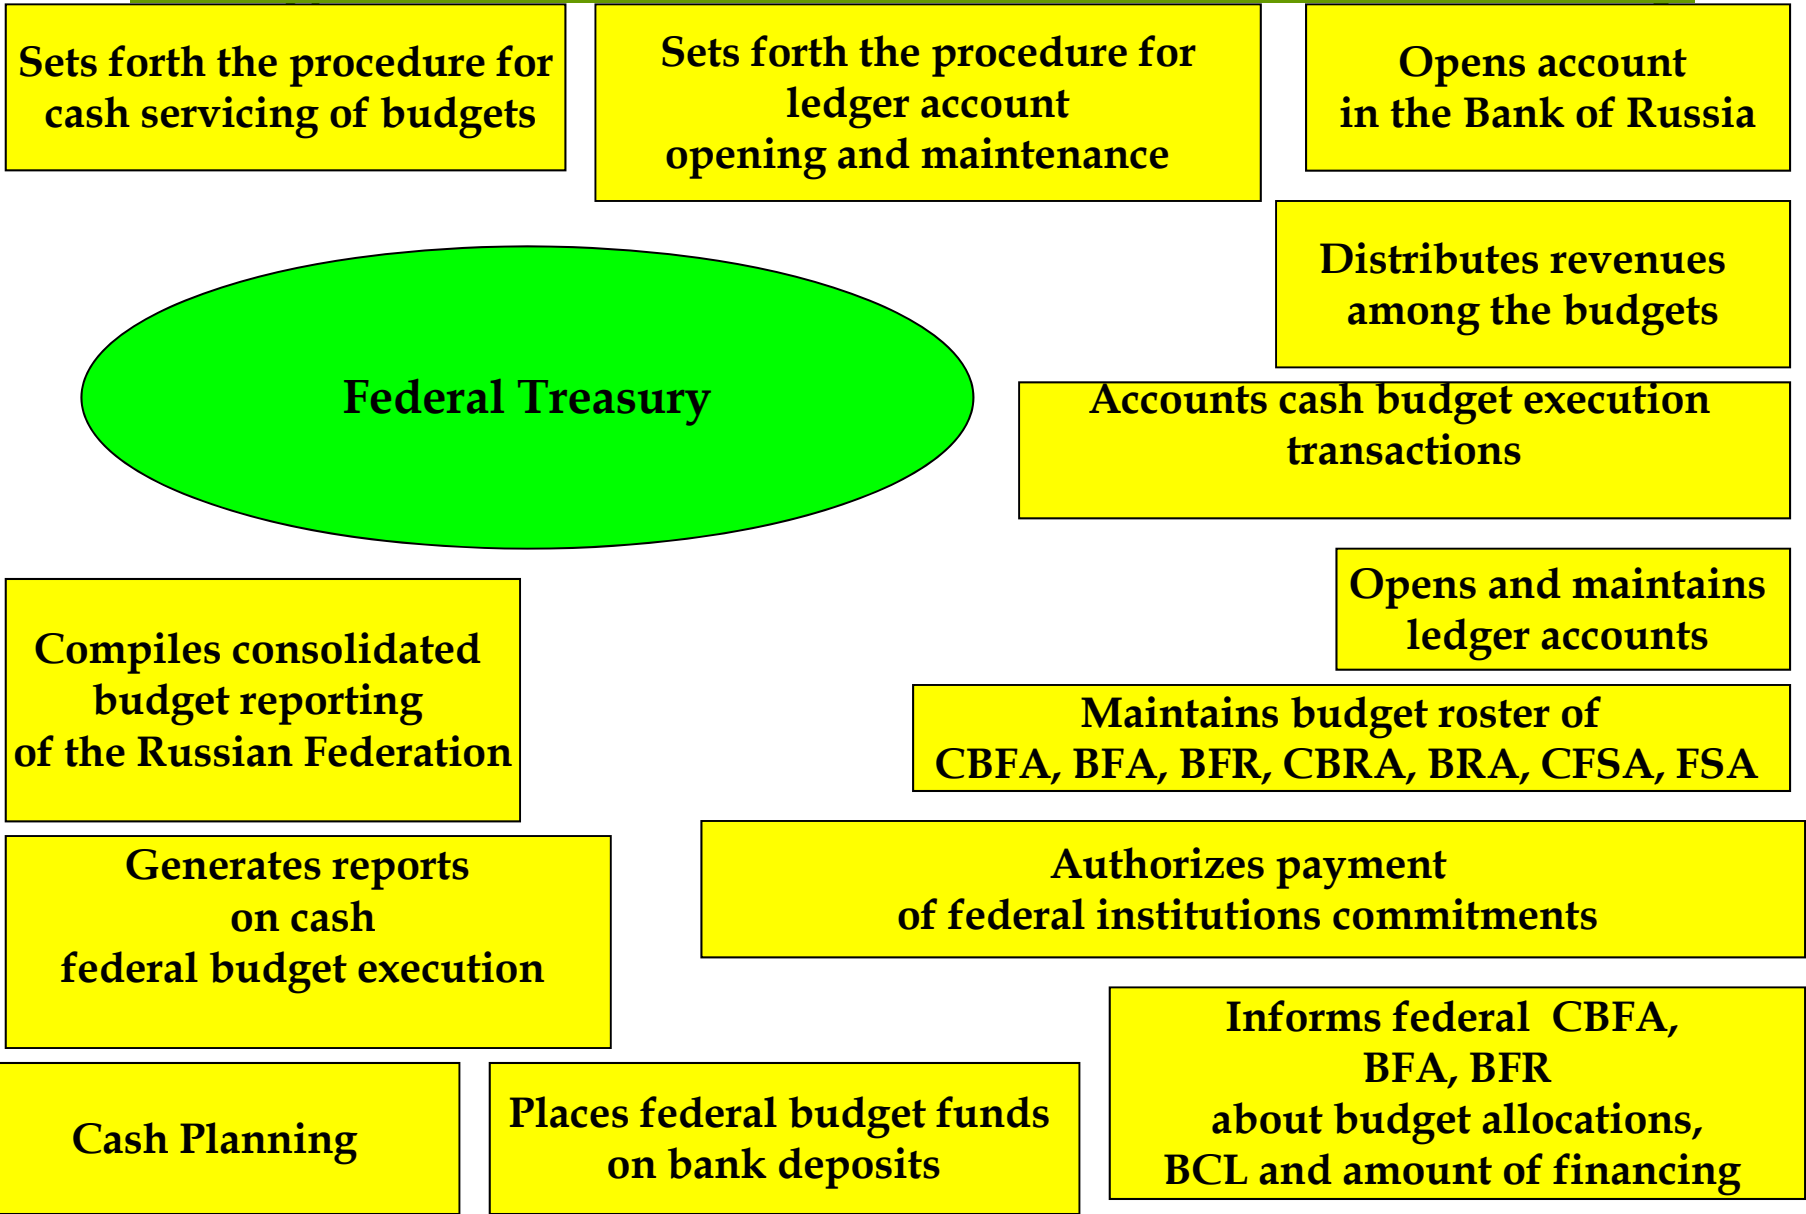 Sets forth the procedure for
cash servicing of budgets
Sets forth the procedure for
ledger account
opening and maintenance
Opens account
in the Bank of Russia
Distributes revenues
among the budgets
Federal Treasury
Accounts cash budget execution
transactions
Opens and maintains
ledger accounts
Compiles consolidated
budget reporting
of the Russian Federation
Maintains budget roster of
CBFA, BFA, BFR, CBRA, BRA, CFSA, FSA
Generates reports
on cash
federal budget execution
Authorizes payment
of federal institutions commitments
Informs federal CBFA,
BFA, BFR
about budget allocations,
BCL and amount of financing
Cash Planning
Places federal budget funds
on bank deposits